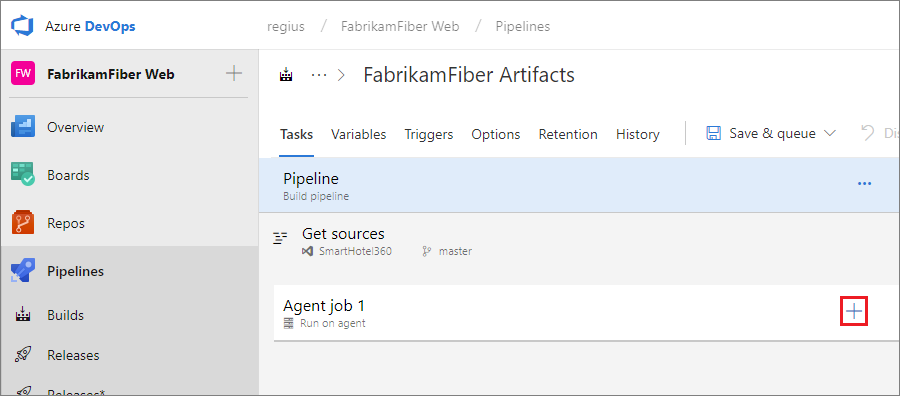 Azure DevOps
regius / FabrikamFiber Web / Pipelines
FW FabrikamFiber Web
Overview
Boards
Repos
Pipelines
Builds
Releases
Releases*
··· > FabrikamFiber Artifacts
Tasks Variables Triggers Options Retention History Save & queue Dis
Pipeline
Build pipeline
Get sources
SmartHotel360 master
Agent job 1
Run on agent